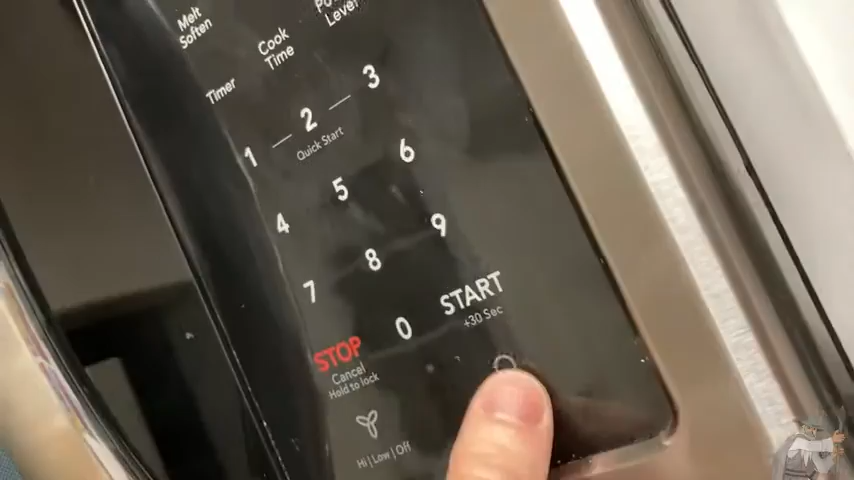 Melt
Soften
Cook
Time
Level
Timer
1 2 3
Quick Start
4 5 6
7 8 9
STOP
Cancel
Hold to lock
0
START
+30 Sec
Hi | Low | Off